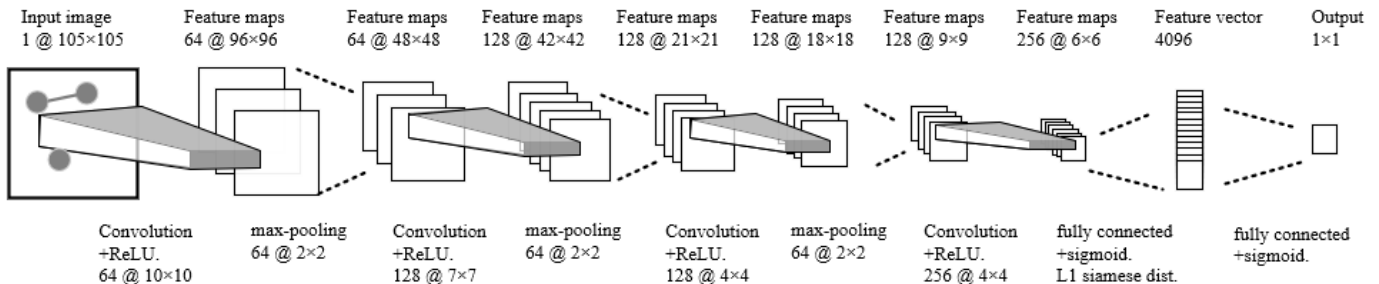 Input image
1 @ 105×105
Feature maps
64 @ 96×96
Feature maps
64 @ 48×48
Feature maps
128 @ 42×42
Feature maps
128 @ 21×21
Feature maps
128 @ 18×18
Feature maps
128 @ 9×9
Feature maps
256 @ 6×6
Feature vector
4096
Output
1×1
Convolution
+ReLU.
64 @ 10×10
max-pooling
64 @ 2×2
Convolution
+ReLU.
128 @ 7×7
max-pooling
64 @ 2×2
Convolution
+ReLU.
128 @ 4×4
max-pooling
64 @ 2×2
Convolution
+ReLU.
256 @ 4×4
fully connected
+sigmoid.
L1 siamese dist.
fully connected
+sigmoid.